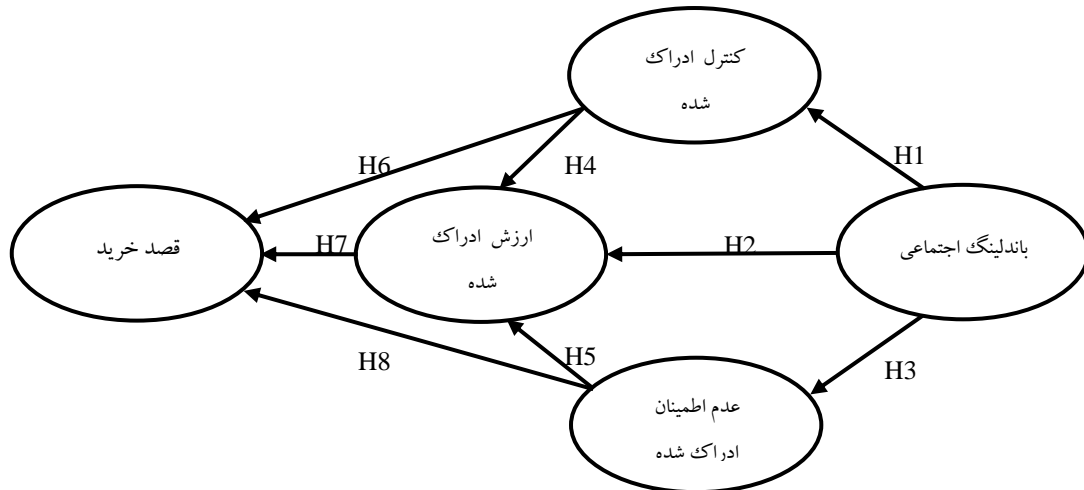 کنترل ادراک
شده
H1
H6
H4
ارزش ادراک
شده
H2
H7
قصد خرید
باندلینگ اجتماعی
H5
H8
H3
عدم اطمینان
ادراک شده